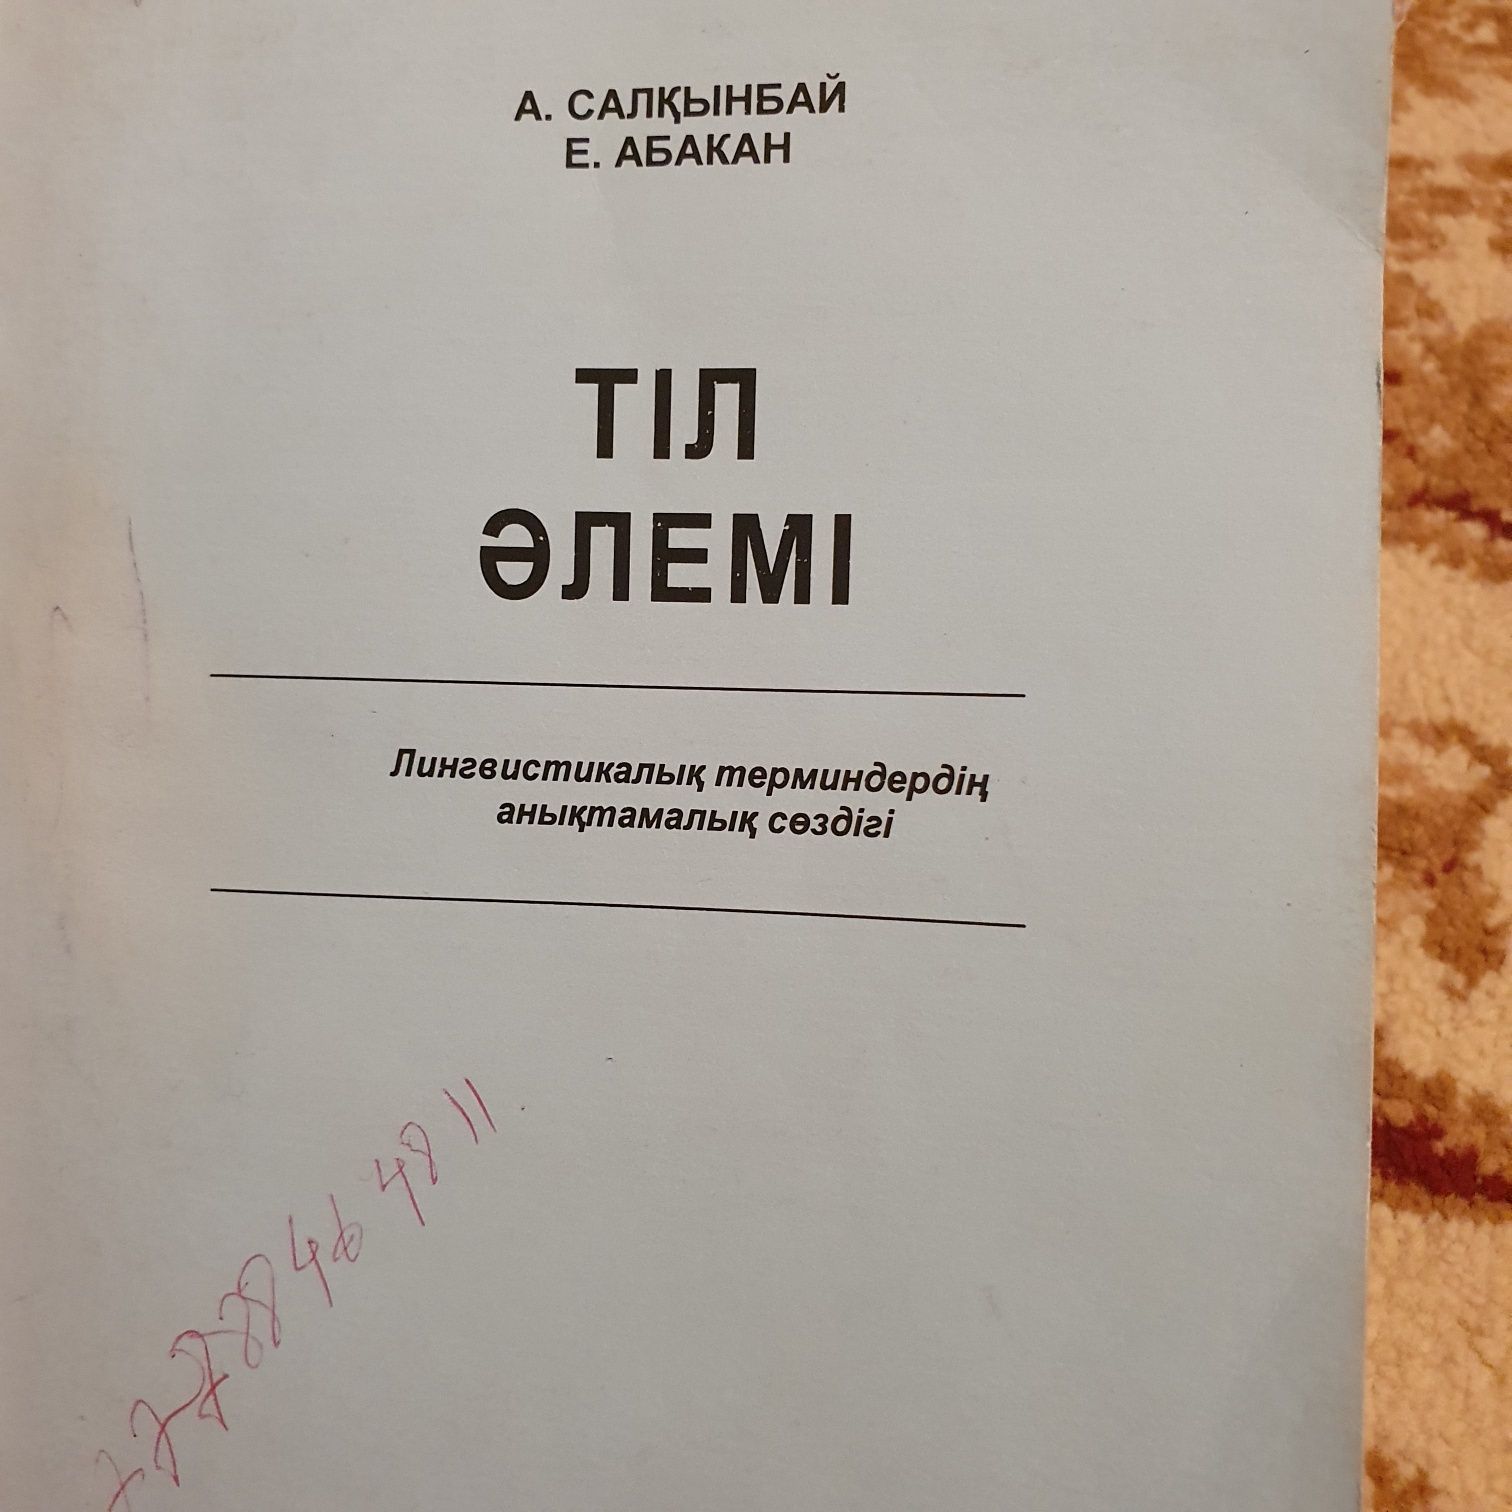 А. САЛҚЫНБАЙ
Е. АБАКАН
ТІЛ
ӘЛЕМІ
Лингвистикалық терминдердің
анықтамалық сөздігі